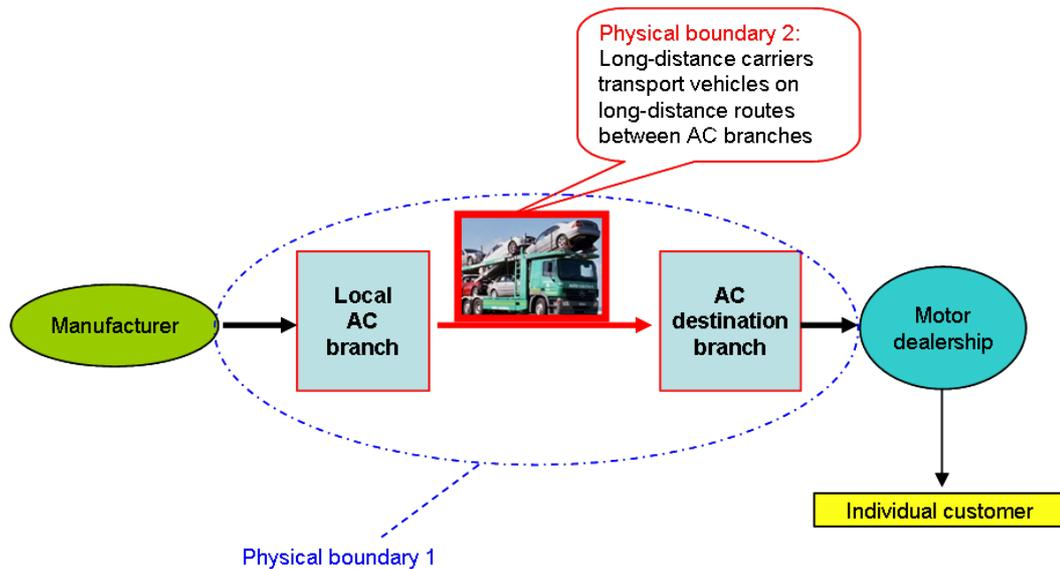 Physical boundary 2:
Long-distance carriers
transport vehicles on
long-distance routes
between AC branches
Manufacturer
Local
AC
branch
AC
destination
branch
Motor
dealership
Individual customer
Physical boundary 1